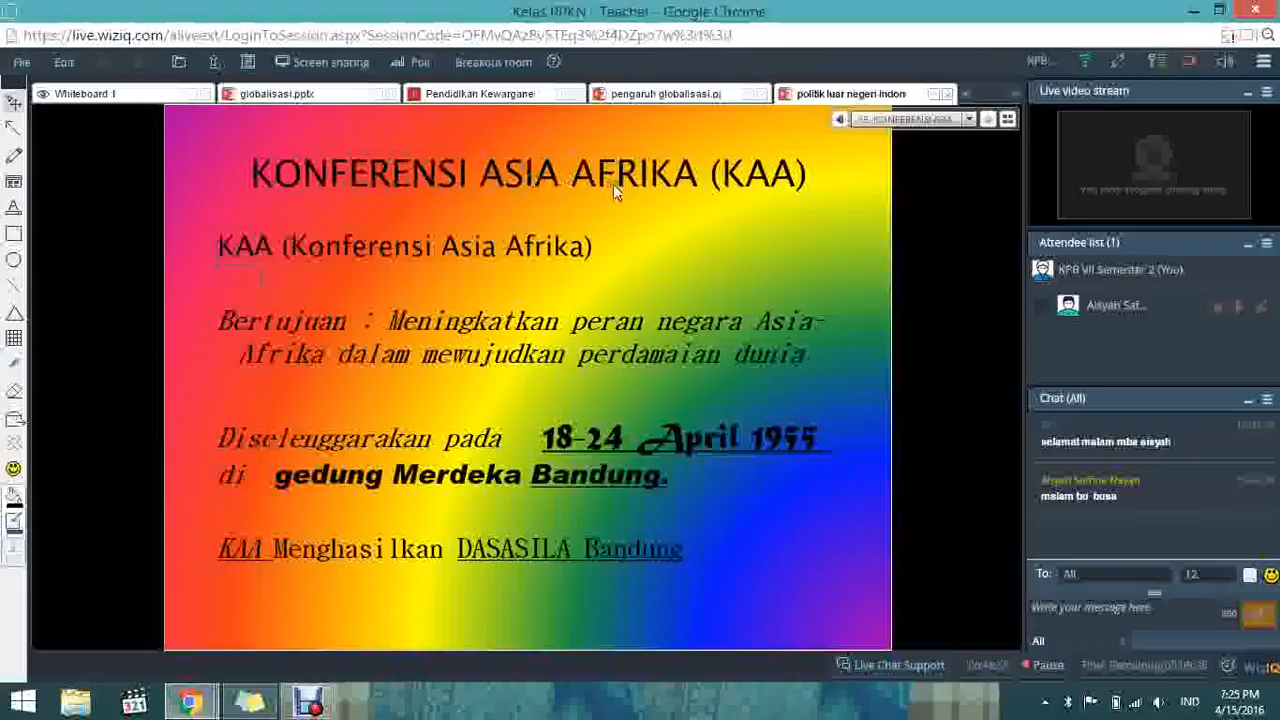 Kelas PPKN : Teacher - Google Chrome
File Edit Screen sharing Poll Breakout room
Whiteboard 1 globalisasi.pptx Pendidikan Kewargane pengaruh globalisasi.p politik luar negeri indon
Live video stream
KONFERENSI ASIA AFRIKA (KAA)
KAA (Konferensi Asia Afrika)
Bertujuan : Meningkatkan peran negara Asia-
Afrika dalam mewujudkan perdamaian dunia
Diselenggarakan pada 18-24 April 1955
di gedung Merdeka Bandung.
KAA Menghasilkan DASASILA Bandung
Attendee list (1)
KPB VII Semester 2 (You)
Aisyah Saf...
Chat (All)
selamat malam mba aisyah
malam bu busa
To: All 12
Write your message here
All
Live Chat Support Pause
IND
7:25 PM
4/15/2016